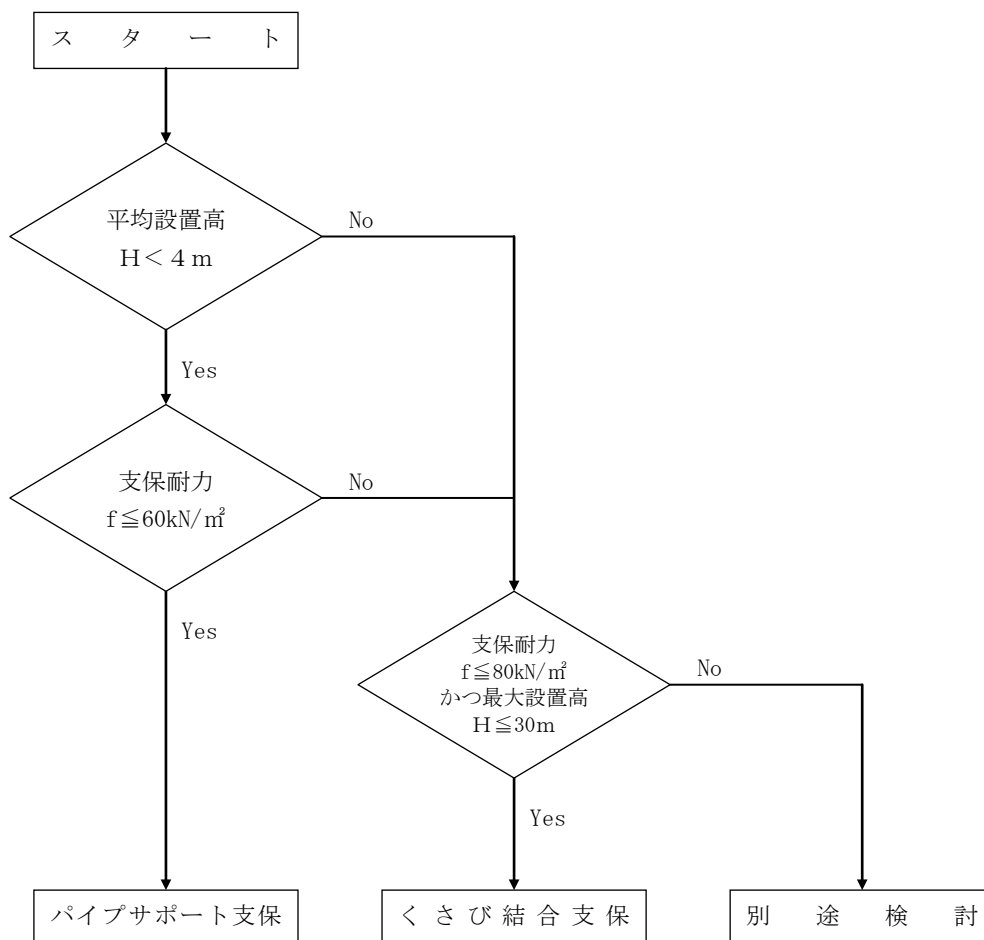 スタート
平均設置高
H<4m
No
Yes
支保耐力
f≦60kN/㎡
No
Yes
支保耐力
f≦80kN/㎡
かつ最大設置高
H≦30m
No
Yes
パイプサポート支保
くさび結合支保
別途検討